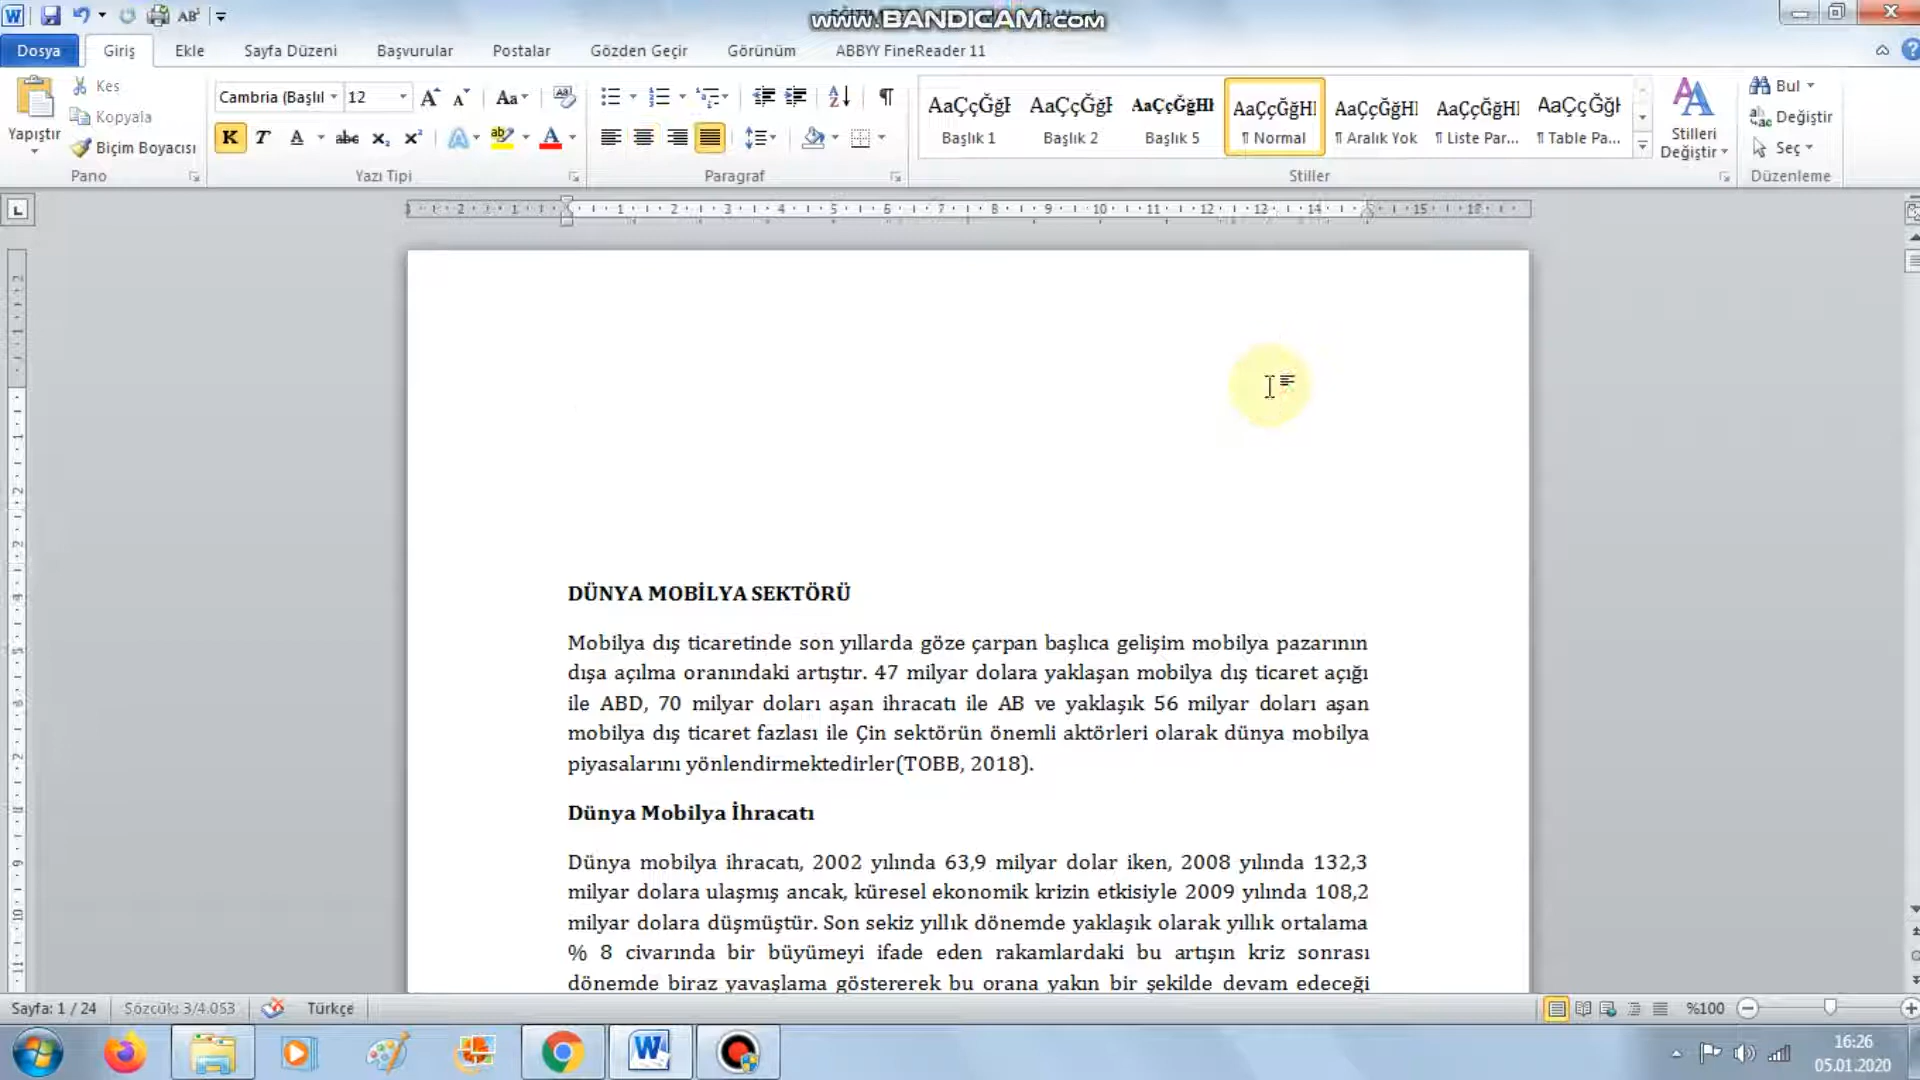 www.BANDICAM.com
Dosya Giriş Ekle Sayfa Düzeni Başvurular Postalar Gözden Geçir Görünüm ABBYY FineReader 11
Yapıştır
Kes
Kopyala
Biçim Boyacısı
Pano
Cambria (Başlıl 12
Yazı Tipi
Paragraf
AaÇçĞğI AaÇçĞğI AaÇçĞğHI AaÇçĞğHI AaÇçĞğHI AaÇçĞğHI AaÇçĞğI
Başlık 1 Başlık 2 Başlık 5 ¶ Normal ¶ Aralık Yok ¶ Liste Par... ¶ Table Pa...
Stiller
Stilleri
Değiştir
Bul
Değiştir
Seç
Düzenleme
DÜNYA MOBİLYA SEKTÖRÜ
Mobilya dış ticaretinde son yıllarda göze çarpan başlıca gelişim mobilya pazarının
dışa açılma oranındaki artıştır. 47 milyar dolara yaklaşan mobilya dış ticaret açığı
ile ABD, 70 milyar doları aşan ihracatı ile AB ve yaklaşık 56 milyar doları aşan
mobilya dış ticaret fazlası ile Çin sektörün önemli aktörleri olarak dünya mobilya
piyasalarını yönlendirmektedirler(TOBB, 2018).
Dünya Mobilya İhracatı
Dünya mobilya ihracatı, 2002 yılında 63,9 milyar dolar iken, 2008 yılında 132,3
milyar dolara ulaşmış ancak, küresel ekonomik krizin etkisiyle 2009 yılında 108,2
milyar dolara düşmüştür. Son sekiz yıllık dönemde yaklaşık olarak yıllık ortalama
% 8 civarında bir büyümeyi ifade eden rakamlardaki bu artışın kriz sonrası
dönemde biraz yavaşlama göstererek bu orana yakın bir şekilde devam edeceği
Sayfa: 1 / 24 Sözcük: 3/4.053 Türkçe %100
16:26
05.01.2020